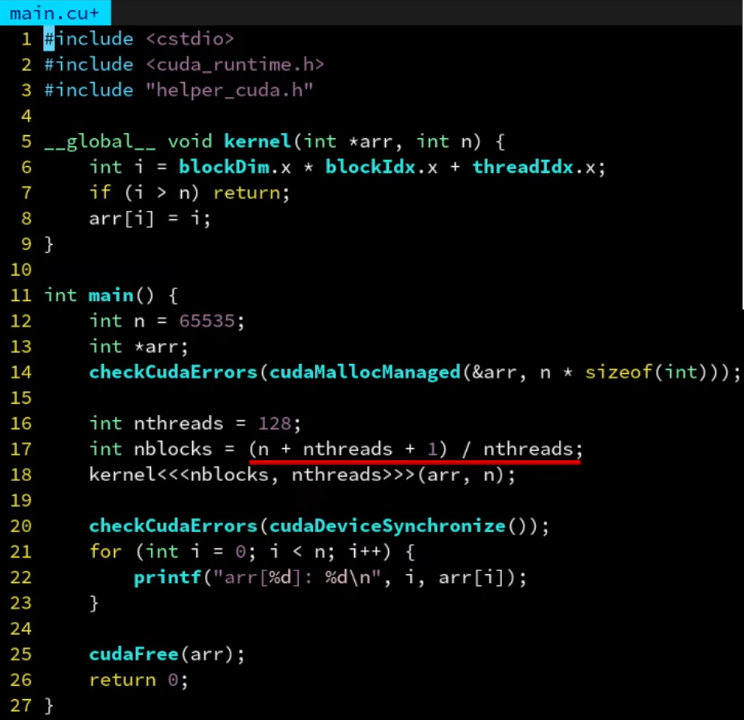 main.cu+
1 #include <cstdio>
2 #include <cuda_runtime.h>
3 #include "helper_cuda.h"
4
5 __global__ void kernel(int *arr, int n) {
6     int i = blockDim.x * blockIdx.x + threadIdx.x;
7     if (i > n) return;
8     arr[i] = i;
9 }
10
11 int main() {
12     int n = 65535;
13     int *arr;
14     checkCudaErrors(cudaMallocManaged(&arr, n * sizeof(int)));
15
16     int nthreads = 128;
17     int nblocks = (n + nthreads + 1) / nthreads;
18     kernel<<<nblocks, nthreads>>>(arr, n);
19
20     checkCudaErrors(cudaDeviceSynchronize());
21     for (int i = 0; i < n; i++) {
22         printf("arr[%d]: %d\n", i, arr[i]);
23     }
24
25     cudaFree(arr);
26     return 0;
27 }